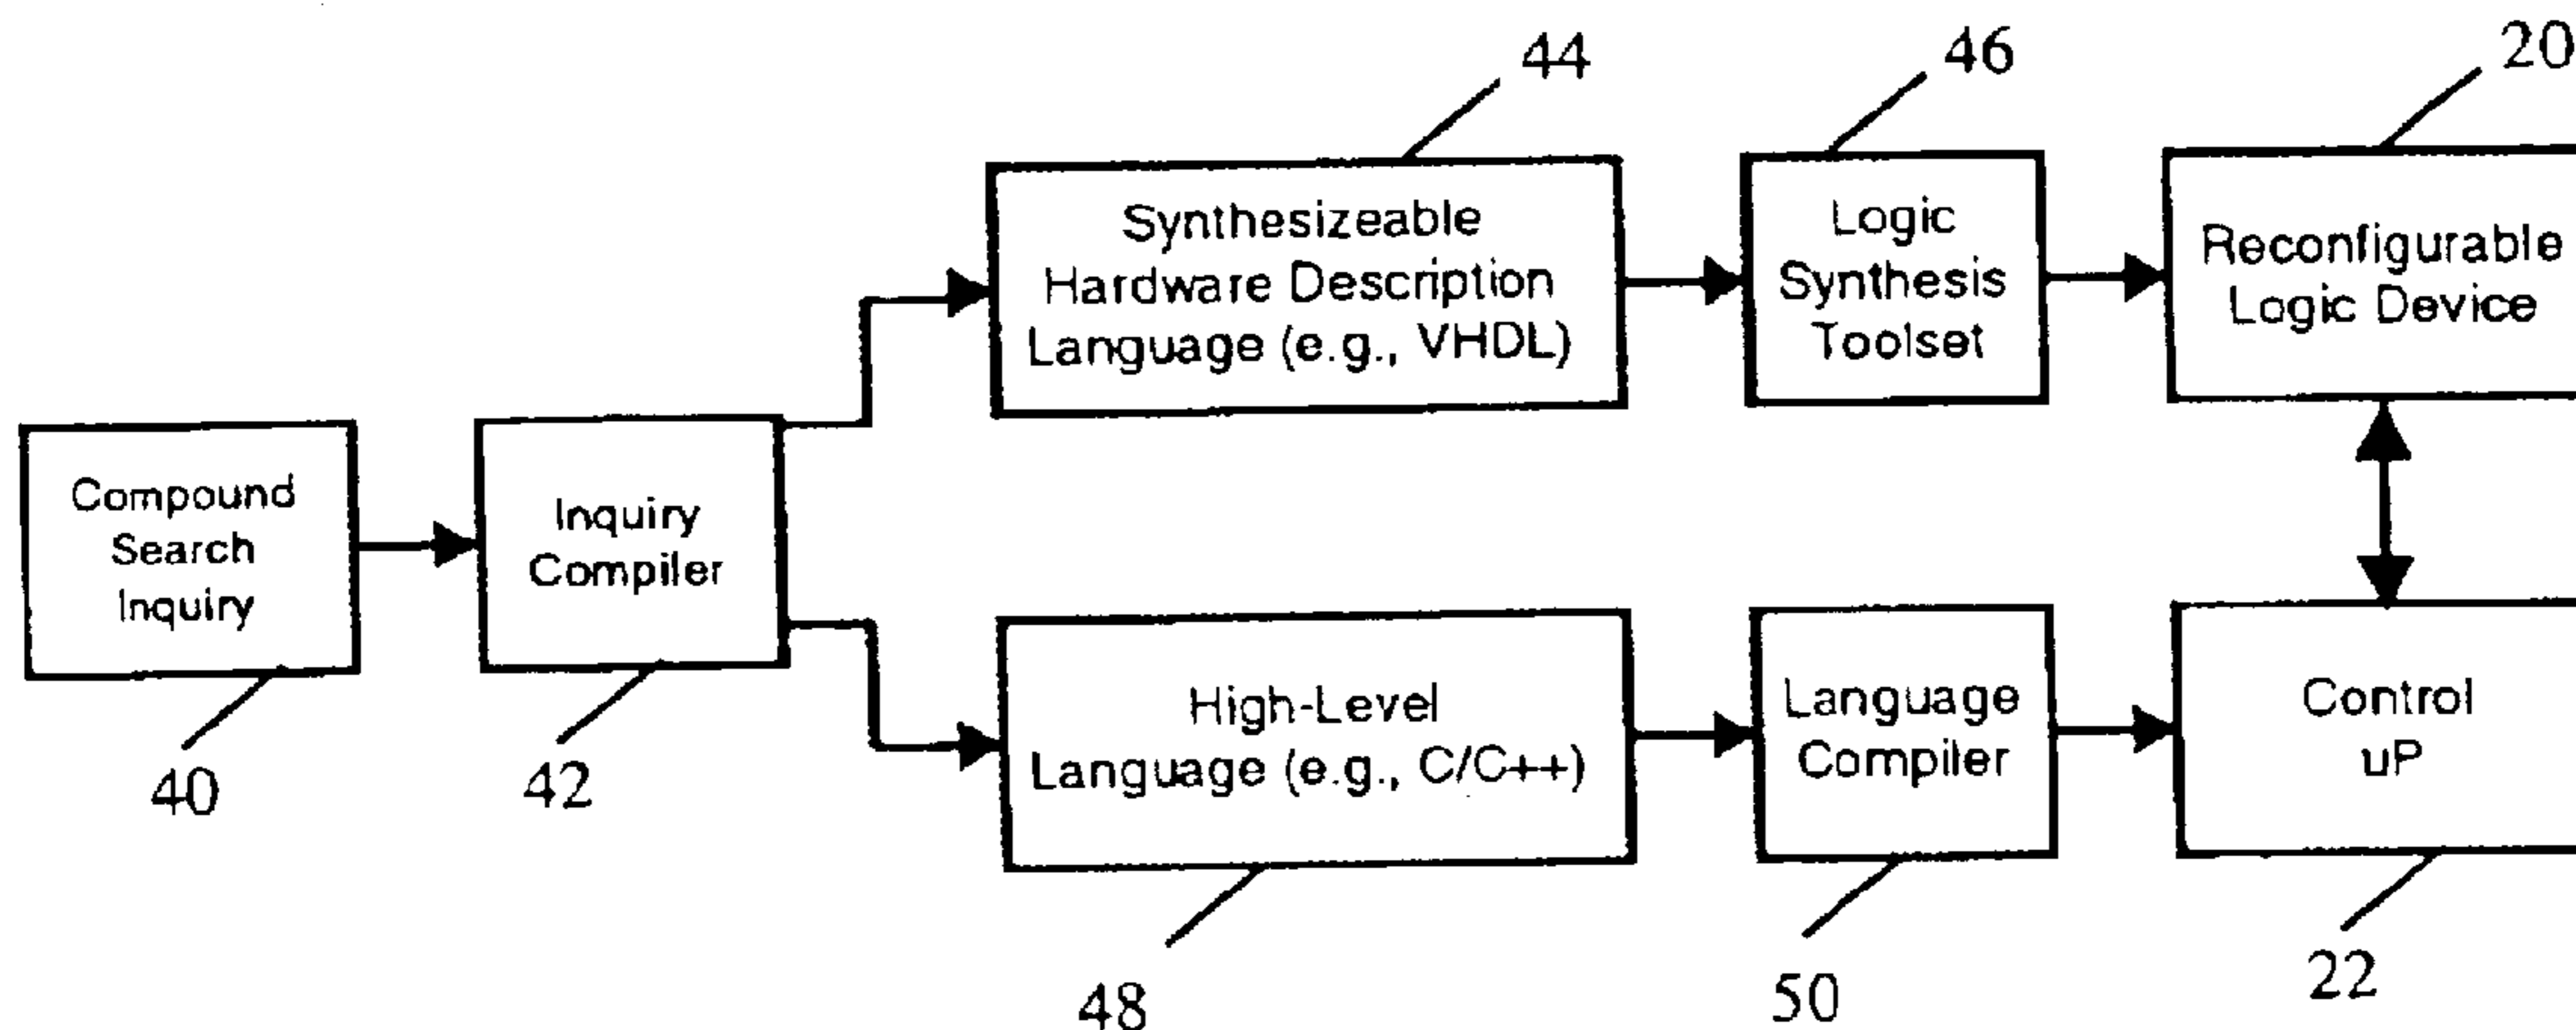 44
46
20
Synthesizeable
Hardware Description
Language (e.g., VHDL)
Logic
Synthesis
Toolset
Reconfigurable
Logic Device
Compound
Search
Inquiry
Inquiry
Compiler
High-Level
Language (e.g., C/C++)
Language
Compiler
Control
uP
40
42
48
50
22